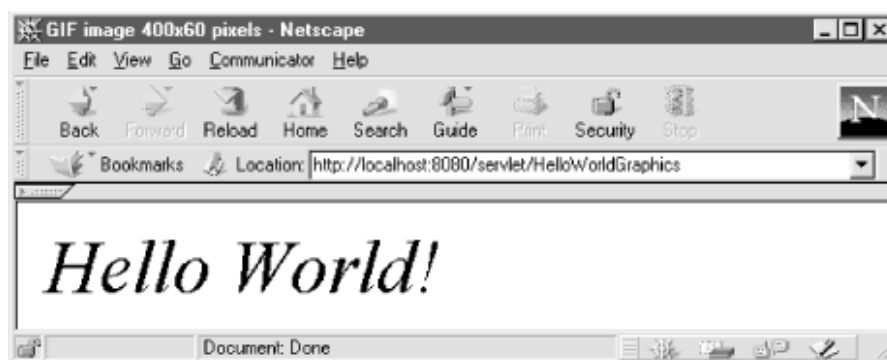 GIF image 400x60 pixels - Netscape
File Edit View Go Communicator Help
Back Forward Reload Home Search Guide Print Security Stop
N
Bookmarks Location: http://localhost:8080/servlet/HelloWorldGraphics
Hello World!
Document: Done